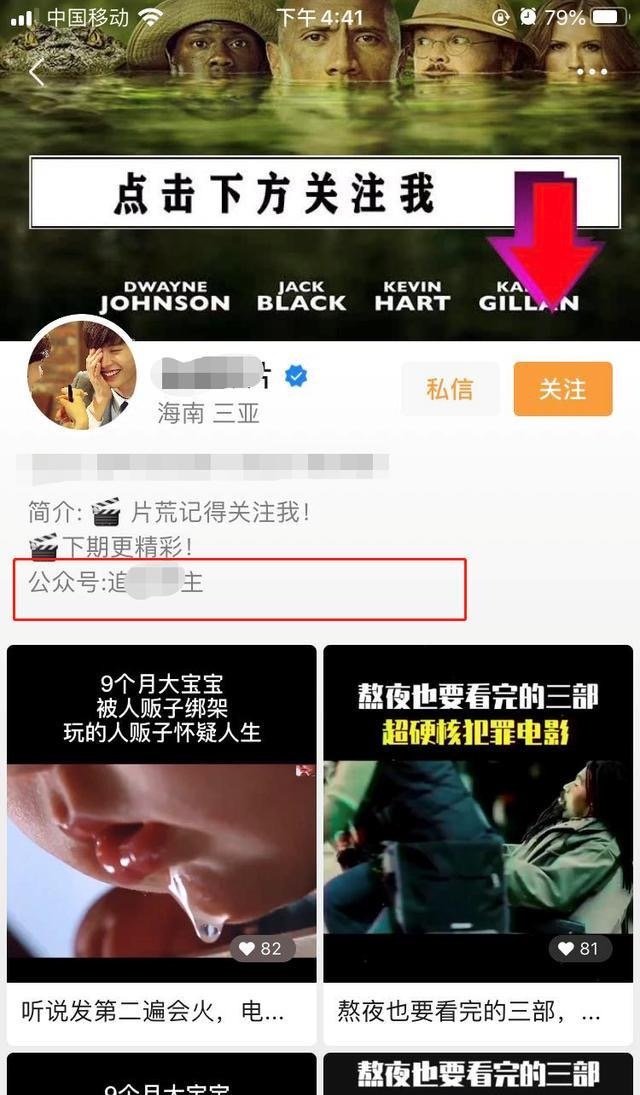 中国移动
下午4:41
79%
点击下方关注我
DWAYNE
JOHNSON
JACK
BLACK
KEVIN
HART
GILLAN
海南 三亚
私信
关注
简介: 🎬 片荒记得关注我！
🎬下期更精彩！
公众号:追 主
9个月大宝宝
被人贩子绑架
玩的人贩子怀疑人生
82
听说发第二遍会火，电...
熬夜也要看完的三部
超硬核犯罪电影
81
熬夜也要看完的三部，...
9个月大宝宝
熬夜也要看完的三部